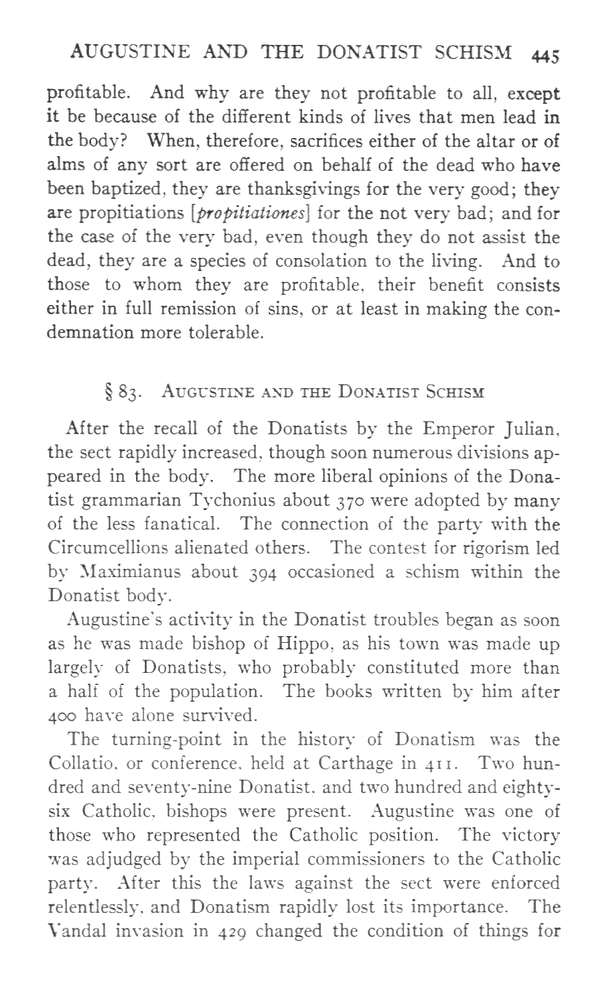 AUGUSTINE AND THE DONATIST SCHISM 445
profitable. And why are they not profitable to all, except
it be because of the different kinds of lives that men lead in
the body? When, therefore, sacrifices either of the altar or of
alms of any sort are offered on behalf of the dead who have
been baptized, they are thanksgivings for the very good; they
are propitiations [propitiationes] for the not very bad; and for
the case of the very bad, even though they do not assist the
dead, they are a species of consolation to the living. And to
those to whom they are profitable, their benefit consists
either in full remission of sins, or at least in making the con-
demnation more tolerable.
§ 83. AUGUSTINE AND THE DONATIST SCHISM
After the recall of the Donatists by the Emperor Julian,
the sect rapidly increased, though soon numerous divisions ap-
peared in the body. The more liberal opinions of the Dona-
tist grammarian Tychonius about 370 were adopted by many
of the less fanatical. The connection of the party with the
Circumcellions alienated others. The contest for rigorism led
by Maximianus about 394 occasioned a schism within the
Donatist body.
Augustine's activity in the Donatist troubles began as soon
as he was made bishop of Hippo, as his town was made up
largely of Donatists, who probably constituted more than
a half of the population. The books written by him after
400 have alone survived.
The turning-point in the history of Donatism was the
Collatio, or conference, held at Carthage in 411. Two hun-
dred and seventy-nine Donatist, and two hundred and eighty-
six Catholic, bishops were present. Augustine was one of
those who represented the Catholic position. The victory
was adjudged by the imperial commissioners to the Catholic
party. After this the laws against the sect were enforced
relentlessly, and Donatism rapidly lost its importance. The
Vandal invasion in 429 changed the condition of things for